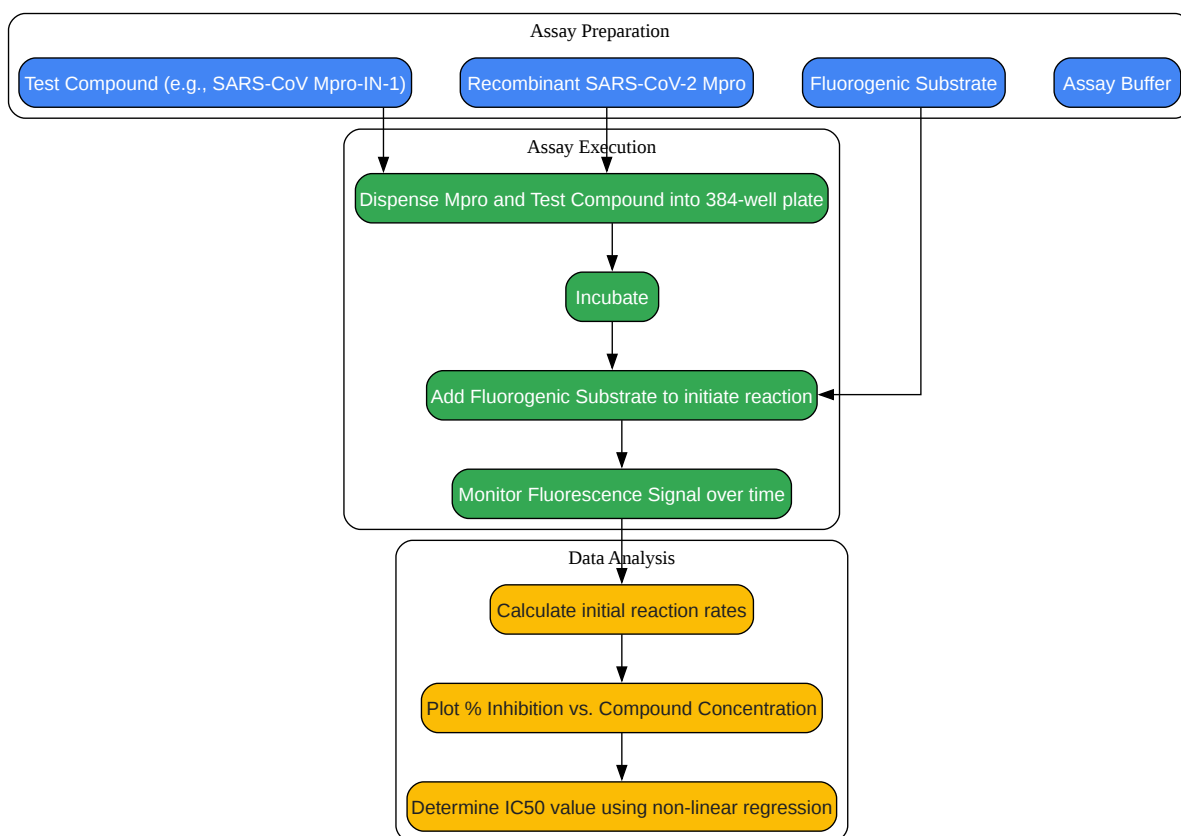 Assay Preparation
Test Compound (e.g., SARS-CoV Mpro-IN-1)
Recombinant SARS-CoV-2 Mpro
Fluorogenic Substrate
Assay Buffer
Assay Execution
Dispense Mpro and Test Compound into 384-well plate
Incubate
Add Fluorogenic Substrate to initiate reaction
Monitor Fluorescence Signal over time
Data Analysis
Calculate initial reaction rates
Plot % Inhibition vs. Compound Concentration
Determine IC50 value using non-linear regression